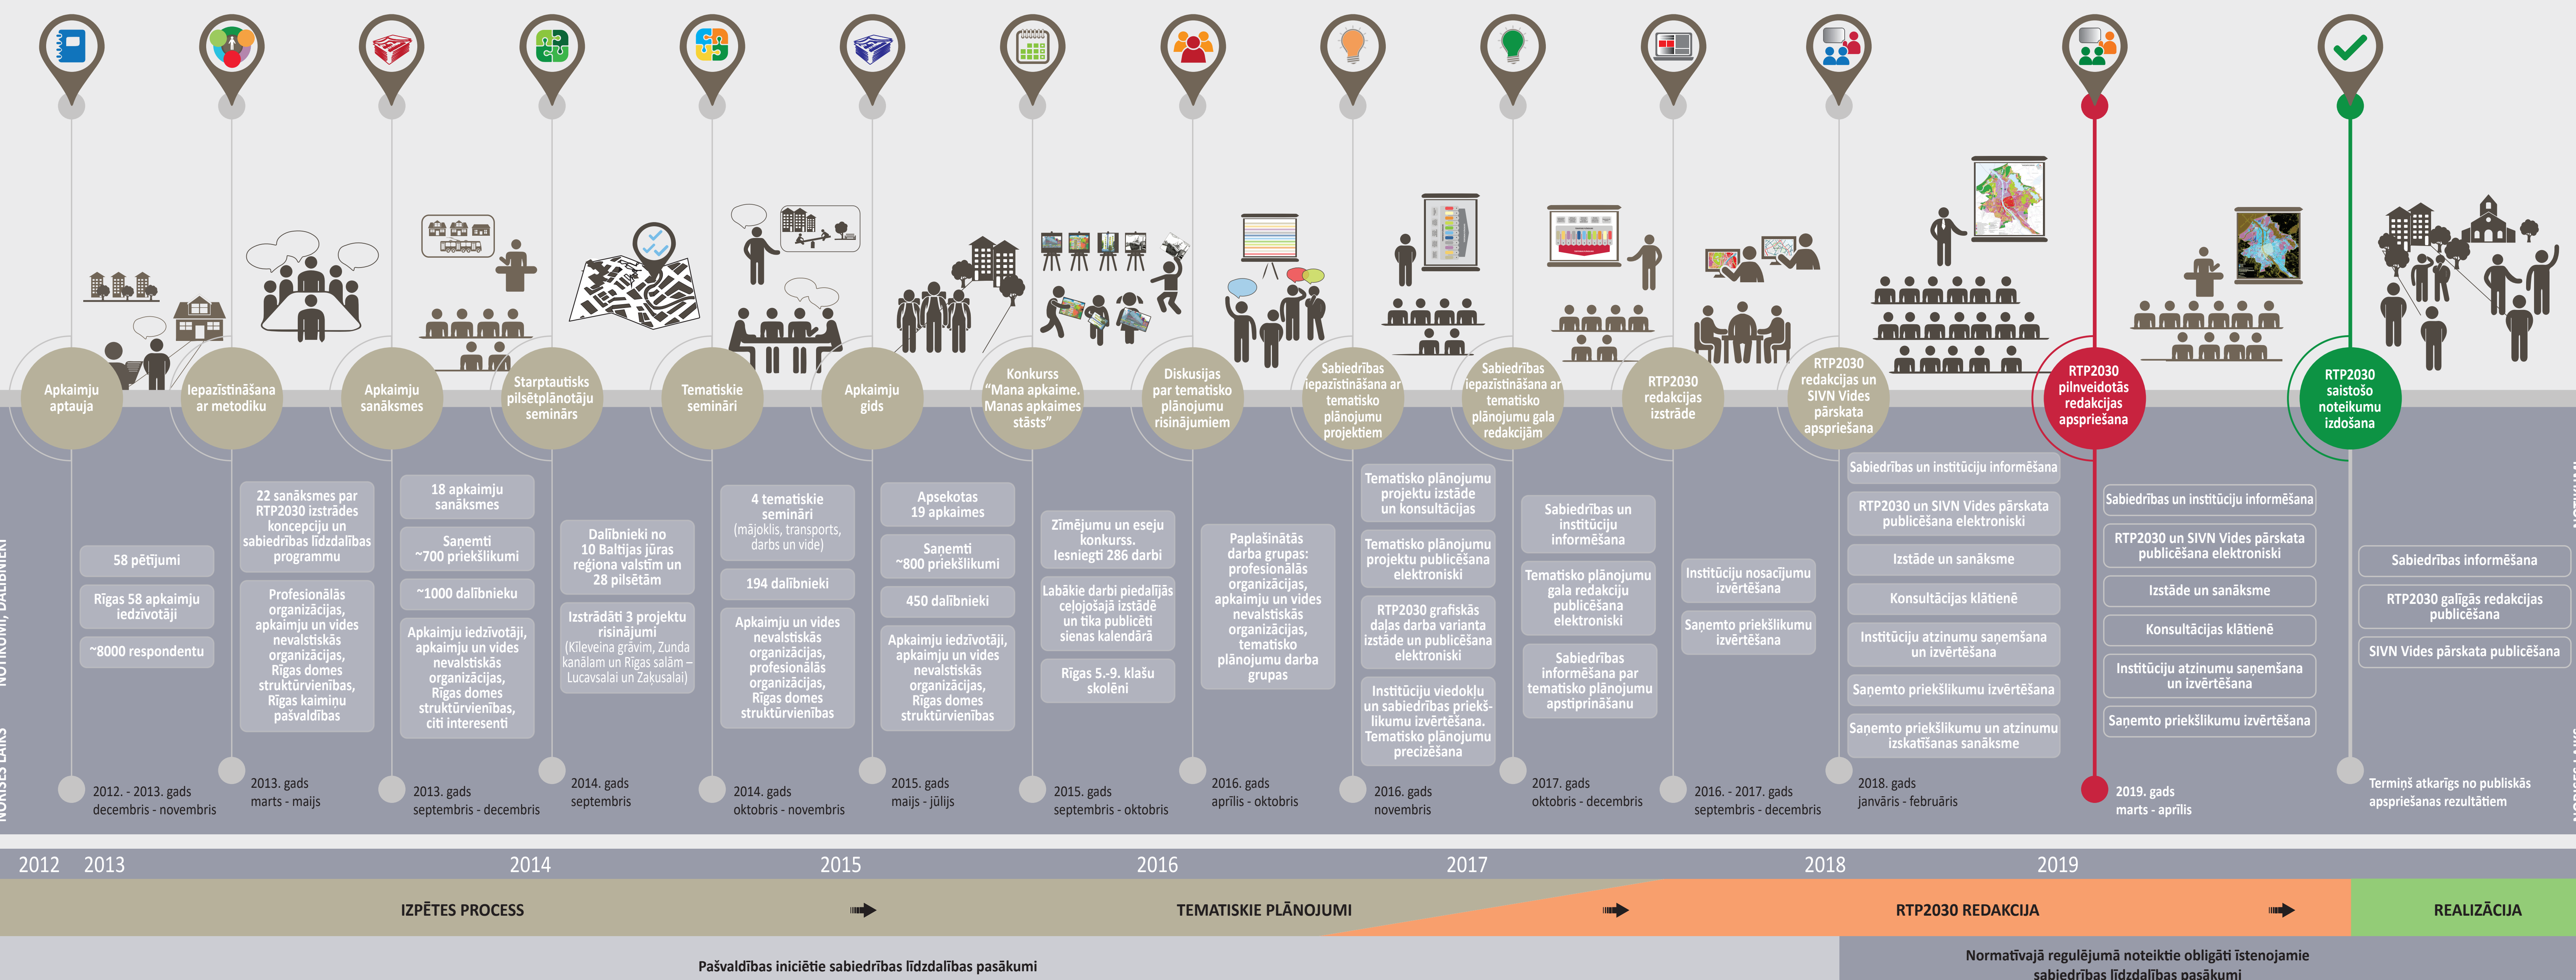 Apkaimju
aptauja
Iepazīstināšana
ar metodiku
Apkaimju
sanāksmes
Starptautisks
pilsētplānotāju
seminārs
Tematiskie
semināri
Apkaimju
gids
Konkurss
“Mana apkaime.
Manas apkaimes
stāsts”
Diskusijas
par tematisko
plānojumu
risinājumiem
Sabiedrības
iepazīstināšana ar
tematisko
plānojumu
projektiem
Sabiedrības
iepazīstināšana ar
tematisko
plānojumu gala
redakcijām
RTP2030
redakcijas
izstrāde
RTP2030
redakcijas un
SIVN Vides
pārskata
apspriešana
RTP2030
pilnveidotās
redakcijas
apspriešana
RTP2030
saistošo
noteikumu
izdošana
NOTIKUMI, DALĪBNIEKI
58 pētījumi
Rīgas 58 apkaimju
iedzīvotāji
~8000 respondentu
22 sanāksmes par
RTP2030 izstrādes
koncepciju un
sabiedrības līdzdalības
programmu
Profesionālās
organizācijas,
apkaimju un vides
nevalstiskās
organizācijas,
Rīgas domes
struktūrvienības,
Rīgas kaimiņu
pašvaldības
18 apkaimju
sanāksmes
Saņemti
~700 priekšlikumi
~1000 dalībnieku
Apkaimju iedzīvotāji,
apkaimju un vides
nevalstiskās
organizācijas,
Rīgas domes
struktūrvienības,
citi interesenti
Dalībnieki no
10 Baltijas jūras
reģiona valstīm un
28 pilsētām
Izstrādāti 3 projektu
risinājumi
(Kīleveina grāvim, Zunda
kanālam un Rīgas salām –
Lucavsalai un Zaķusalai)
4 tematiskie
semināri
(mājoklis, transports,
darbs un vide)
194 dalībnieki
Apkaimju un vides
nevalstiskās
organizācijas,
profesionālās
organizācijas,
Rīgas domes
struktūrvienības
Apsekotas
19 apkaimes
Saņemti
~800 priekšlikumi
450 dalībnieki
Apkaimju iedzīvotāji,
apkaimju un vides
nevalstiskās
organizācijas,
Rīgas domes
struktūrvienības
Zīmējumu un eseju
konkurss.
Iesniegti 286 darbi
Labākie darbi piedalījās
ceļojošajā izstādē
un tika publicēti
sienas kalendārā
Rīgas 5.-9. klašu
skolēni
Paplašinātās
darba grupas:
profesionālās
organizācijas,
apkaimju un vides
nevalstiskās
organizācijas,
tematisko
plānojumu darba
grupas
Tematisko plānojumu
projektu izstāde
un konsultācijas
Tematisko plānojumu
projektu publicēšana
elektroniski
RTP2030 grafiskās
daļas darba varianta
izstāde un publicēšana
elektroniski
Institūciju viedokļu
un sabiedrības priekš-
likumu izvērtēšana.
Tematisko plānojumu
precizēšana
Sabiedrības un
institūciju
informēšana
Tematisko plānojumu
gala redakciju
publicēšana
elektroniski
Sabiedrības
informēšana par
tematisko plānojumu
apstiprināšanu
Institūciju nosacījumu
izvērtēšana
Saņemto priekšlikumu
izvērtēšana
Sabiedrības un institūciju informēšana
RTP2030 un SIVN Vides pārskata
publicēšana elektroniski
Izstāde un sanāksme
Konsultācijas klātienē
Institūciju atzinumu saņemšana
un izvērtēšana
Saņemto priekšlikumu izvērtēšana
Saņemto priekšlikumu un atzinumu
izskatīšanas sanāksme
Sabiedrības un institūciju informēšana
RTP2030 un SIVN Vides pārskata
publicēšana elektroniski
Izstāde un sanāksme
Konsultācijas klātienē
Institūciju atzinumu saņemšana
un izvērtēšana
Saņemto priekšlikumu izvērtēšana
Sabiedrības informēšana
RTP2030 galīgās redakcijas
publicēšana
SIVN Vides pārskata publicēšana
NORISES LAIKS
2012. - 2013. gads
decembris - novembris
2013. gads
marts - maijs
2013. gads
septembris - decembris
2014. gads
septembris
2014. gads
oktobris - novembris
2015. gads
maijs - jūlijs
2015. gads
septembris - oktobris
2016. gads
aprīlis - oktobris
2016. gads
novembris
2017. gads
oktobris - decembris
2016. - 2017. gads
septembris - decembris
2018. gads
janvāris - februāris
2019. gads
marts - aprīlis
Termiņš atkarīgs no publiskās
apspriešanas rezultātiem
2012 2013 2014 2015 2016 2017 2018 2019
IZPĒTES PROCESS
TEMATISKIE PLĀNOJUMI
RTP2030 REDAKCIJA
REALIZĀCIJA
Pašvaldības iniciētie sabiedrības līdzdalības pasākumi
Normatīvajā regulējumā noteiktie obligāti īstenojamie
sabiedrības līdzdalības pasākumi